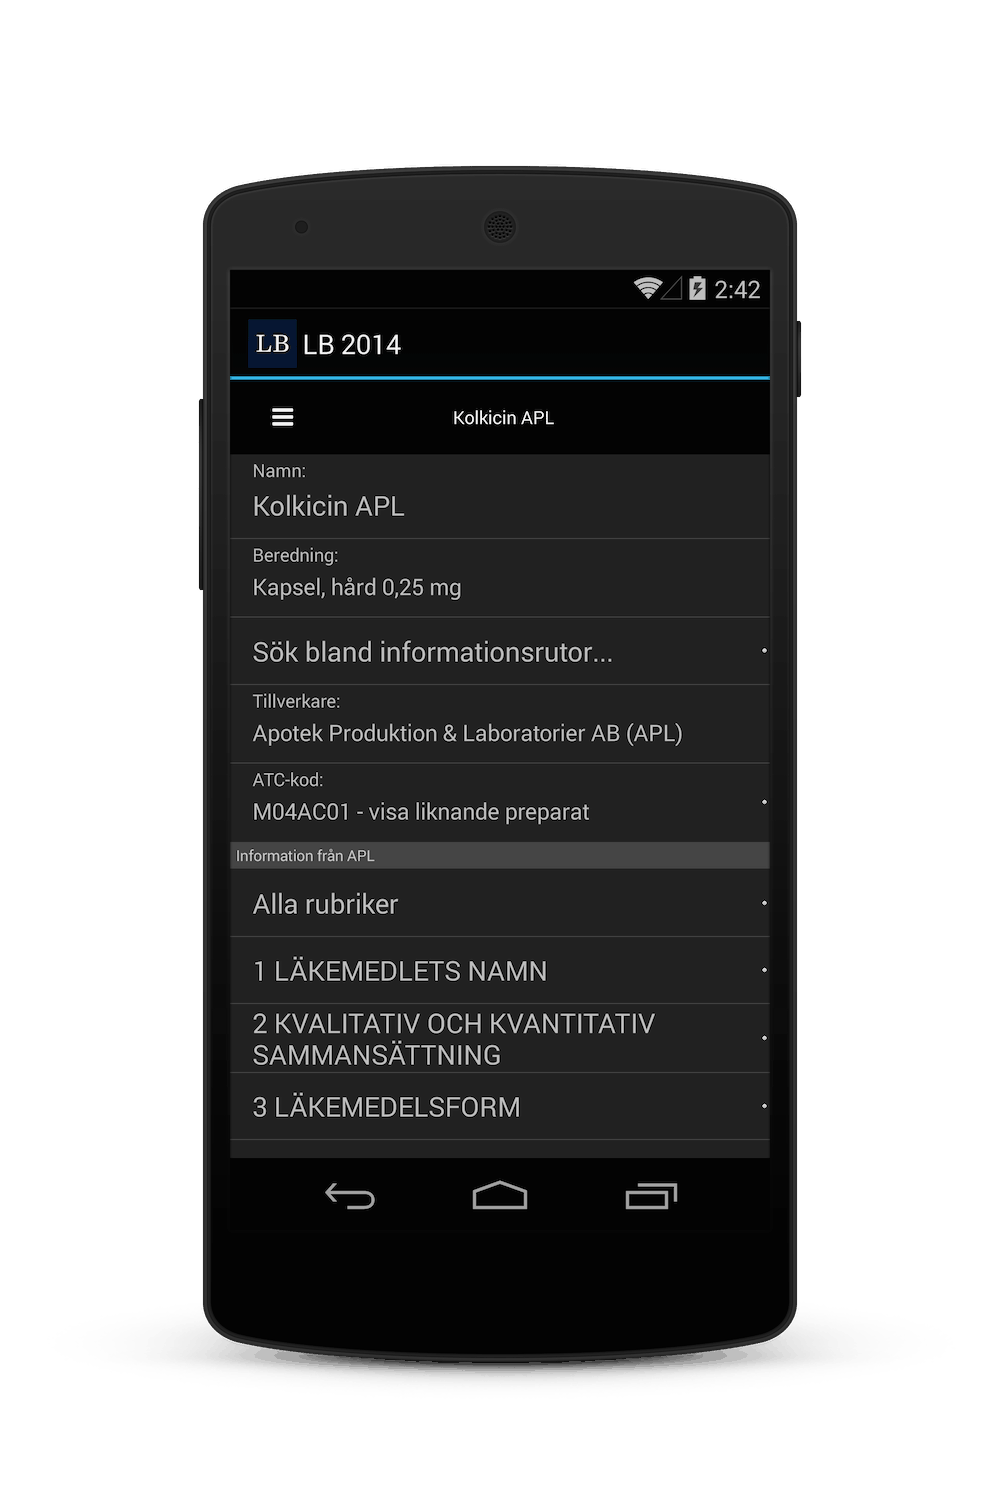 2:42
LB LB 2014
Kolkicin APL
Namn:
Kolkicin APL
Beredning:
Kapsel, hård 0,25 mg
Sök bland informationsrutor...
Tillverkare:
Apotek Produktion & Laboratorier AB (APL)
ATC-kod:
M04AC01 - visa liknande preparat
Information från APL
Alla rubriker
1 LÄKEMEDLETS NAMN
2 KVALITATIV OCH KVANTITATIV
SAMMANSÄTTNING
3 LÄKEMEDELSFORM